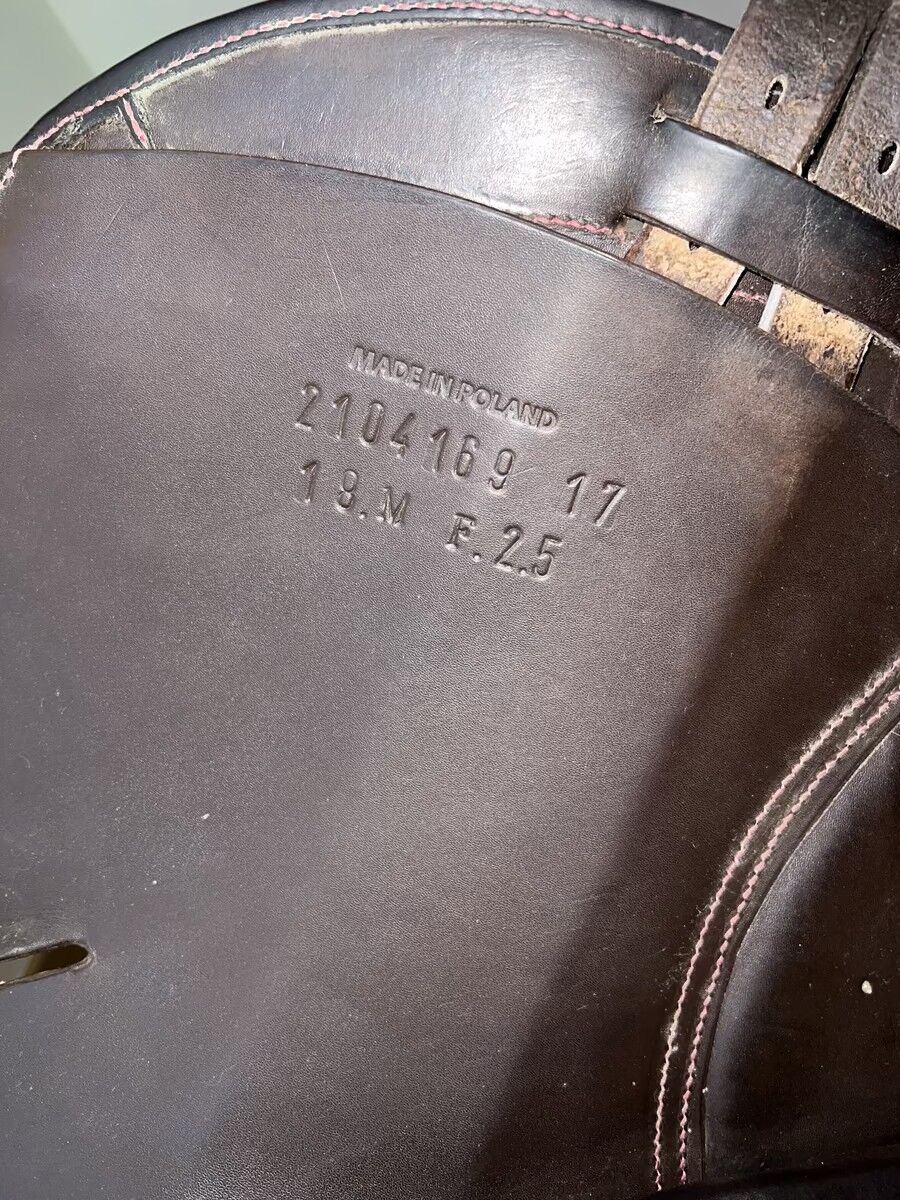 MADE IN POLAND
2104169 17
18.M F.2.5